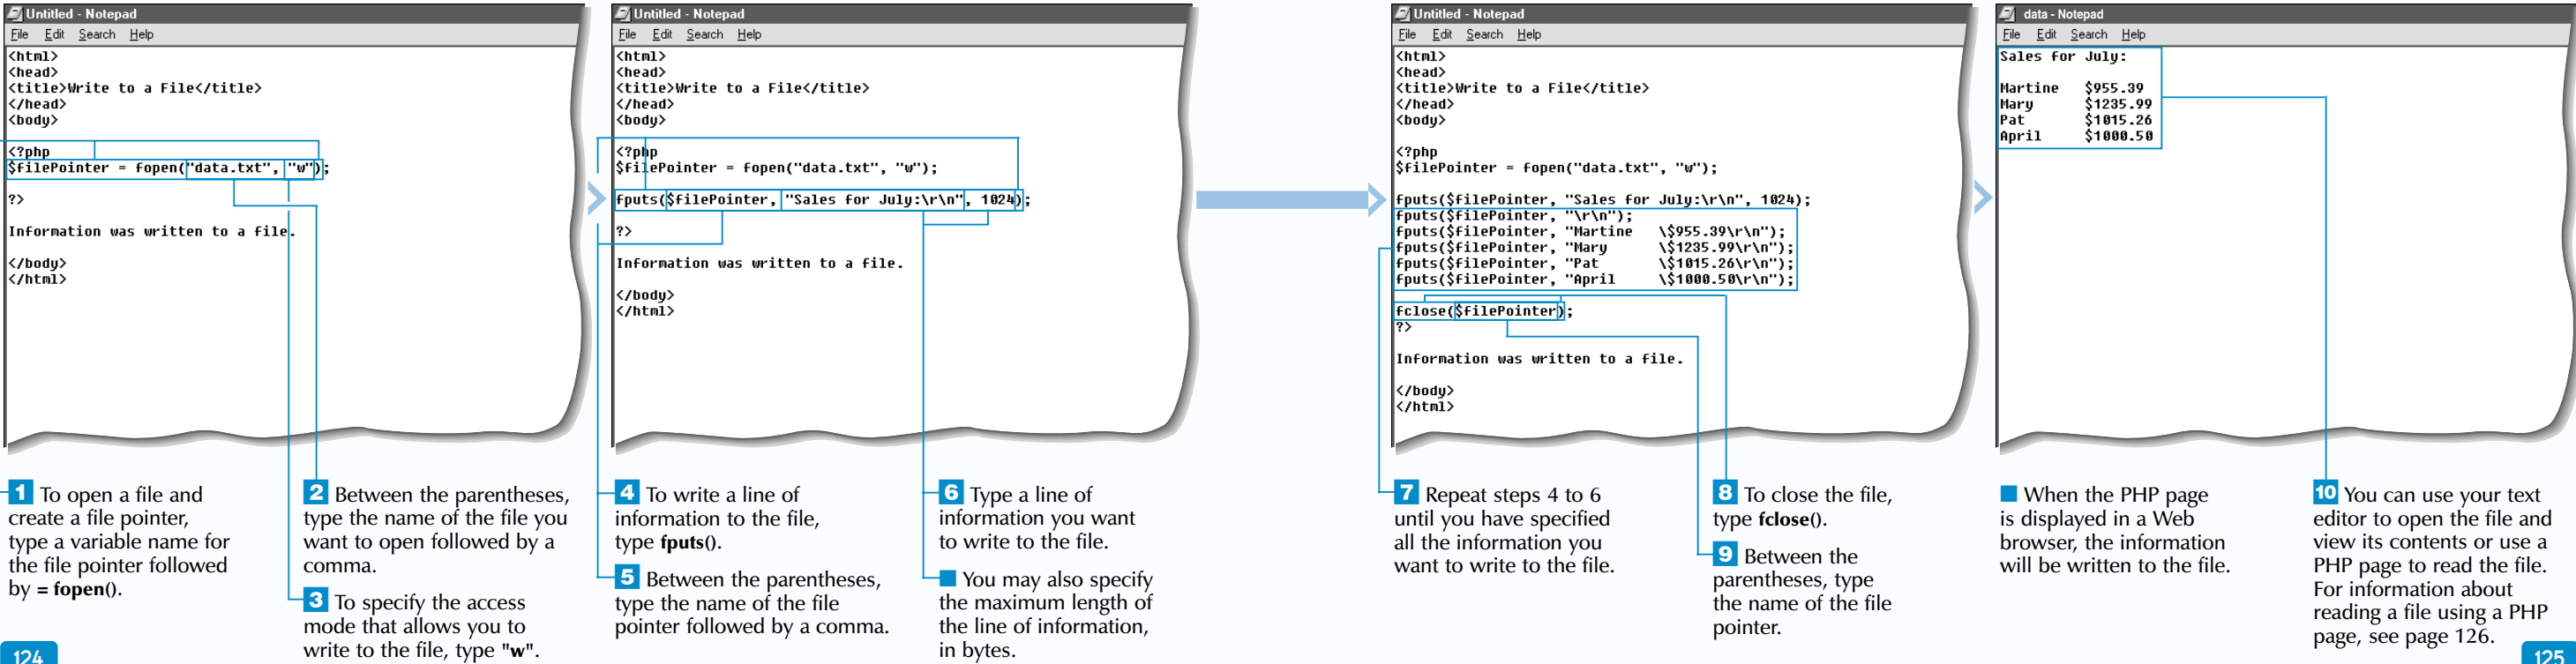 Untitled - Notepad
File Edit Search Help
<html>
<head>
<title>Write to a File</title>
</head>
<body>
<?php
$filePointer = fopen("data.txt", "w");
?>
Information was written to a file.
</body>
</html>
1 To open a file and
create a file pointer,
type a variable name for
the file pointer followed
by = fopen().
2 Between the parentheses,
type the name of the file you
want to open followed by a
comma.
3 To specify the access
mode that allows you to
write to the file, type "w".
124
Untitled - Notepad
File Edit Search Help
<html>
<head>
<title>Write to a File</title>
</head>
<body>
<?php
$filePointer = fopen("data.txt", "w");
fputs($filePointer, "Sales for July:\r\n", 1024);
?>
Information was written to a file.
</body>
</html>
4 To write a line of
information to the file,
type fputs().
5 Between the parentheses,
type the name of the file
pointer followed by a comma.
6 Type a line of
information you want
to write to the file.
You may also specify
the maximum length of
the line of information,
in bytes.
Untitled - Notepad
File Edit Search Help
<html>
<head>
<title>Write to a File</title>
</head>
<body>
<?php
$filePointer = fopen("data.txt", "w");
fputs($filePointer, "Sales for July:\r\n", 1024);
fputs($filePointer, "\r\n");
fputs($filePointer, "Martine   \$955.39\r\n");
fputs($filePointer, "Mary      \$1235.99\r\n");
fputs($filePointer, "Pat       \$1015.26\r\n");
fputs($filePointer, "April     \$1000.50\r\n");
fclose($filePointer);
?>
Information was written to a file.
</body>
</html>
7 Repeat steps 4 to 6
until you have specified
all the information you
want to write to the file.
8 To close the file,
type fclose().
9 Between the
parentheses, type
the name of the file
pointer.
data - Notepad
File Edit Search Help
Sales for July:
Martine   $955.39
Mary      $1235.99
Pat       $1015.26
April     $1000.50
When the PHP page
is displayed in a Web
browser, the information
will be written to the file.
10 You can use your text
editor to open the file and
view its contents or use a
PHP page to read the file.
For information about
reading a file using a PHP
page, see page 126.
125